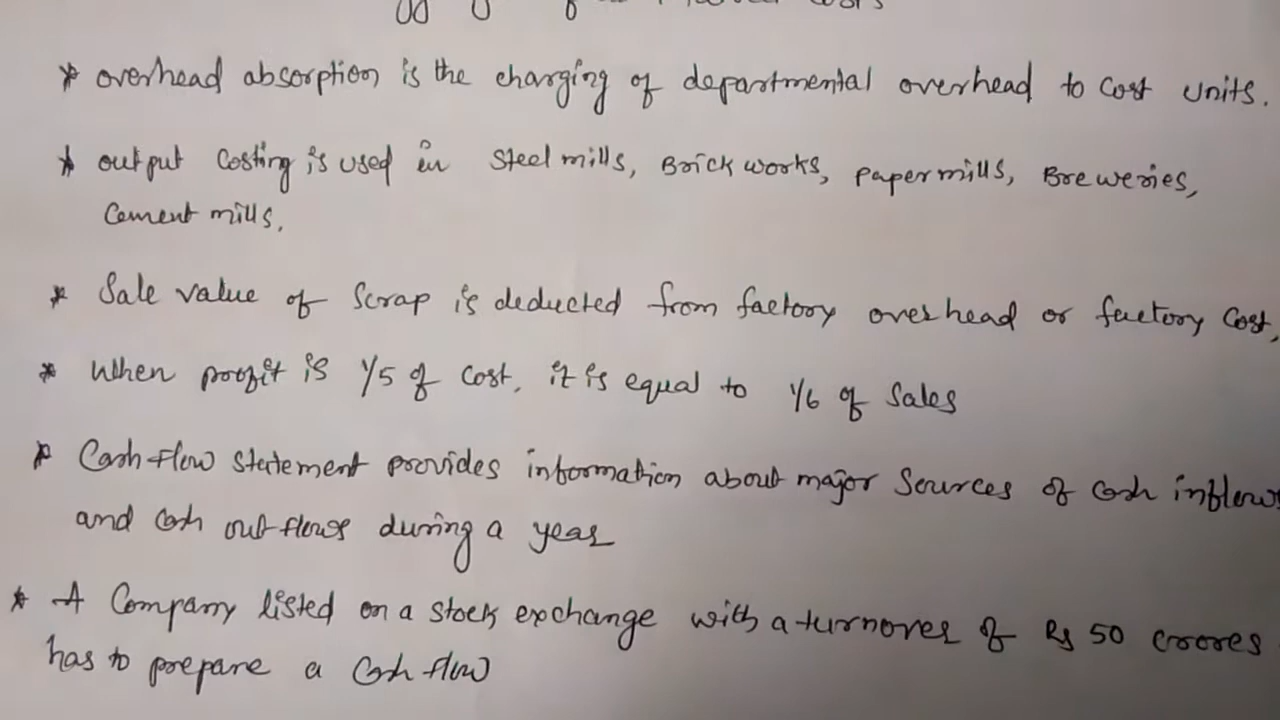 * overhead absorption is the charging of departmental overhead to cost units.
* output costing is used in steel mills, Brick works, paper mills, Breweries,
Cement mills.
* Sale value of Scrap is deducted from factory overhead or factory cost,
* When profit is 1/5 of cost, it is equal to 1/6 of sales
* Cash flow statement provides information about major sources of cash inflows
and cash out flows during a year
* A Company listed on a stock exchange with a turnover of Rs 50 crores
has to prepare a Cash flow